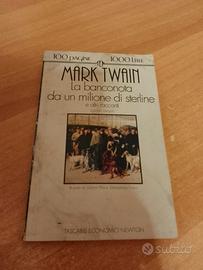 100 PAGINE 1000 LIRE
MARK TWAIN
La banconota
da un milione di sterline
e altri racconti
TASCABILI ECONOMICI NEWTON
subito